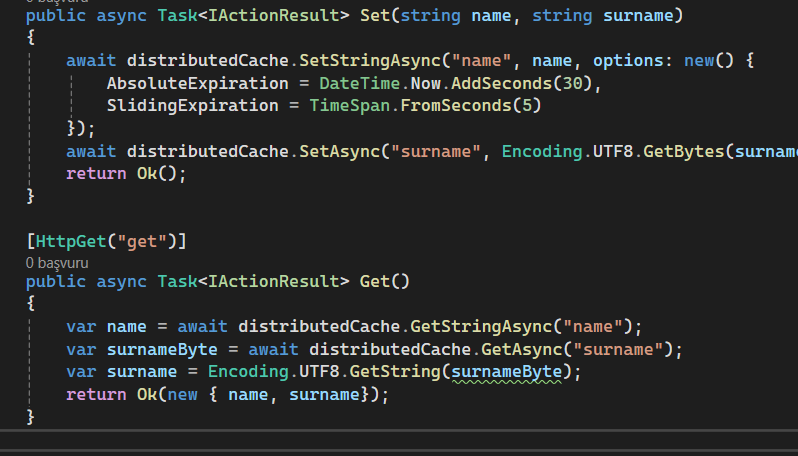 0 başvuru
public async Task<IActionResult> Set(string name, string surname)
{
    await distributedCache.SetStringAsync("name", name, options: new() {
        AbsoluteExpiration = DateTime.Now.AddSeconds(30),
        SlidingExpiration = TimeSpan.FromSeconds(5)
    });
    await distributedCache.SetAsync("surname", Encoding.UTF8.GetBytes(surname
    return Ok();
}
[HttpGet("get")]
0 başvuru
public async Task<IActionResult> Get()
{
    var name = await distributedCache.GetStringAsync("name");
    var surnameByte = await distributedCache.GetAsync("surname");
    var surname = Encoding.UTF8.GetString(surnameByte);
    return Ok(new { name, surname});
}